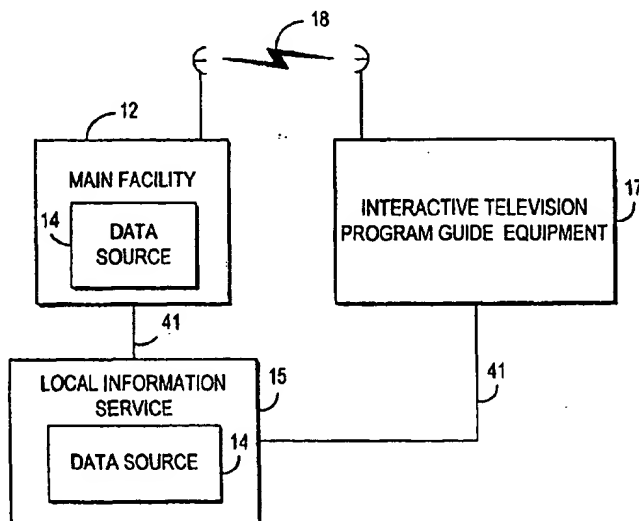 18
12
MAIN FACILITY
14
DATA
SOURCE
INTERACTIVE TELEVISION
PROGRAM GUIDE EQUIPMENT
17
41
LOCAL INFORMATION
SERVICE
15
41
DATA SOURCE
14